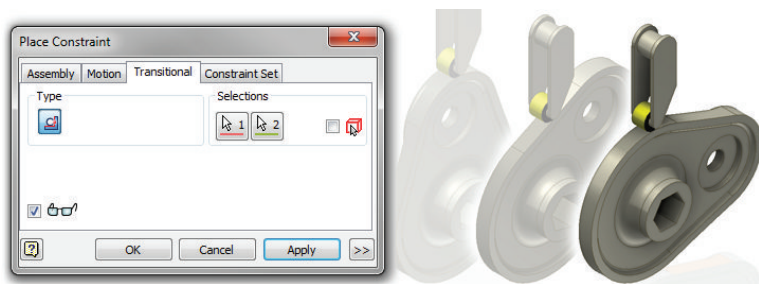 Place Constraint
Assembly Motion Transitional Constraint Set
Type
Selections
1 2
OK Cancel Apply >>